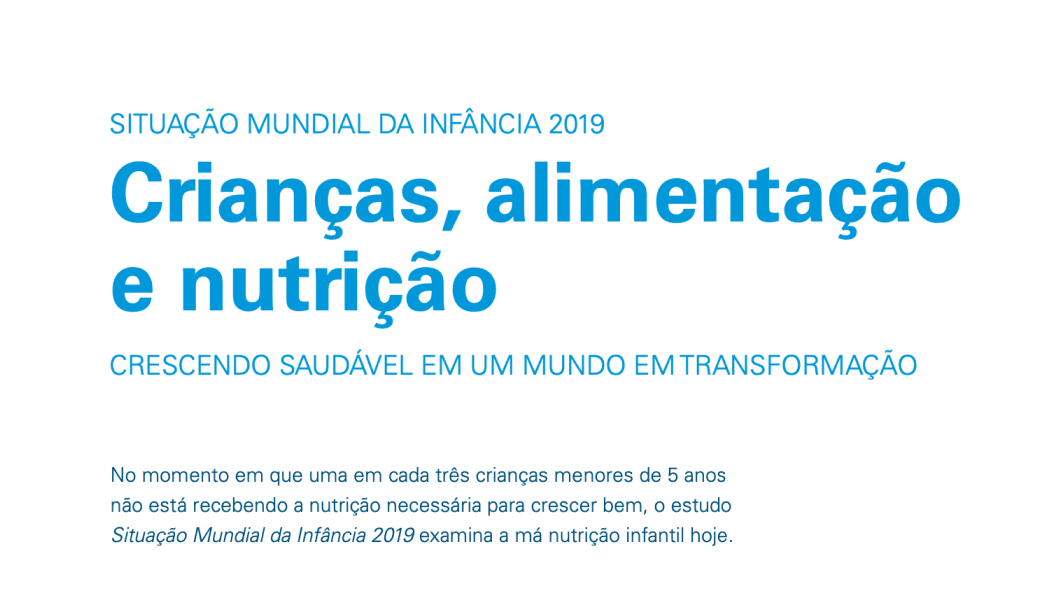 SITUAÇÃO MUNDIAL DA INFÂNCIA 2019
Crianças, alimentação
e nutrição
CRESCENDO SAUDÁVEL EM UM MUNDO EM TRANSFORMAÇÃO
No momento em que uma em cada três crianças menores de 5 anos
não está recebendo a nutrição necessária para crescer bem, o estudo
Situação Mundial da Infância 2019 examina a má nutrição infantil hoje.